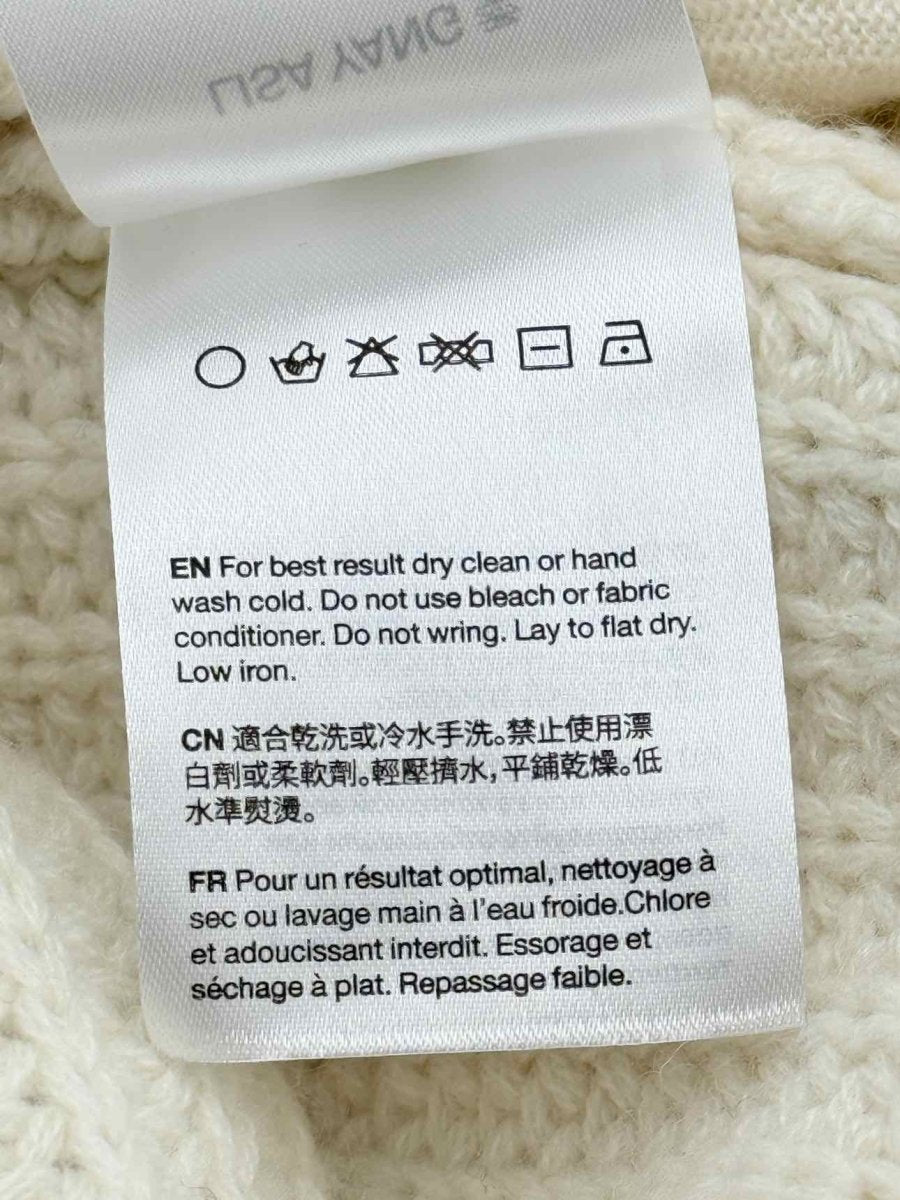 LISA YANG
EN For best result dry clean or hand
wash cold. Do not use bleach or fabric
conditioner. Do not wring. Lay to flat dry.
Low iron.
CN 適合乾洗或冷水手洗。禁止使用漂
白劑或柔軟劑。輕壓擠水，平鋪乾燥。低
水準熨燙。
FR Pour un résultat optimal, nettoyage à
sec ou lavage main à l'eau froide.Chlore
et adoucissant interdit. Essorage et
séchage à plat. Repassage faible.